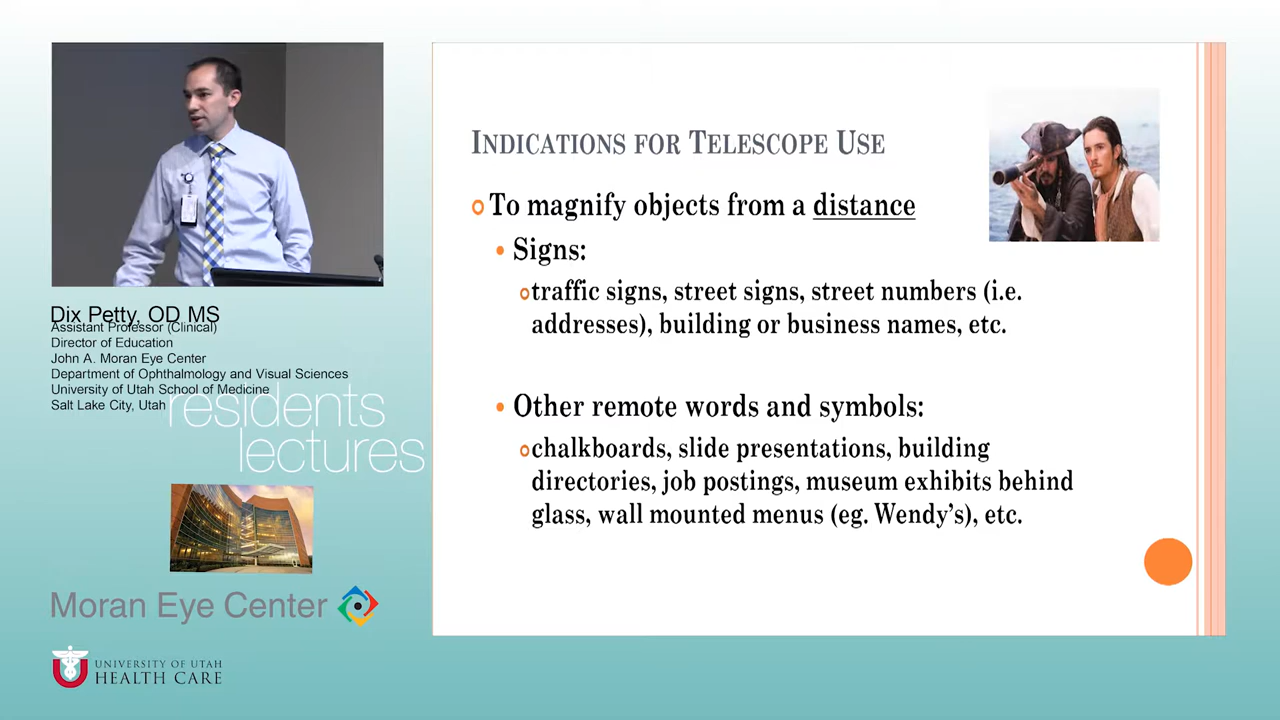 INDICATIONS FOR TELESCOPE USE
To magnify objects from a distance
Signs:
traffic signs, street signs, street numbers (i.e.
addresses), building or business names, etc.
Other remote words and symbols:
chalkboards, slide presentations, building
directories, job postings, museum exhibits behind
glass, wall mounted menus (eg. Wendy's), etc.
Dix Petty, OD MS
Assistant Professor (Clinical)
Director of Education
John A. Moran Eye Center
Department of Ophthalmology and Visual Sciences
University of Utah School of Medicine
Salt Lake City, Utah
residents
lectures
Moran Eye Center
UNIVERSITY OF UTAH
HEALTH CARE